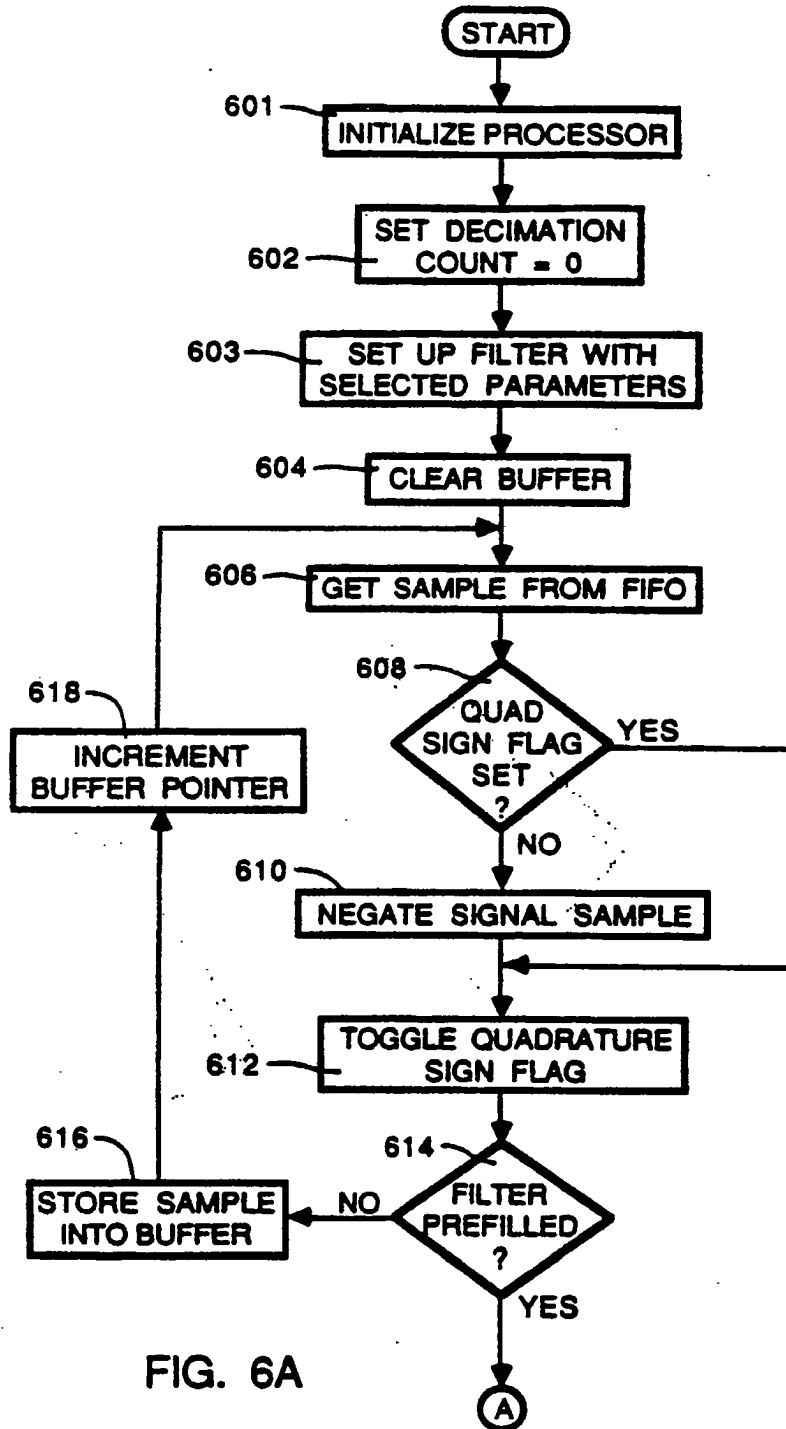 START
601
INITIALIZE PROCESSOR
SET DECIMATION
COUNT = 0
602
603
SET UP FILTER WITH
SELECTED PARAMETERS
604
CLEAR BUFFER
606
GET SAMPLE FROM FIFO
608
QUAD
SIGN FLAG
SET
?
YES
NO
618
INCREMENT
BUFFER POINTER
610
NEGATE SIGNAL SAMPLE
TOGGLE QUADRATURE
SIGN FLAG
612
614
FILTER
PREFILLED
?
NO
YES
616
STORE SAMPLE
INTO BUFFER
FIG. 6A
A